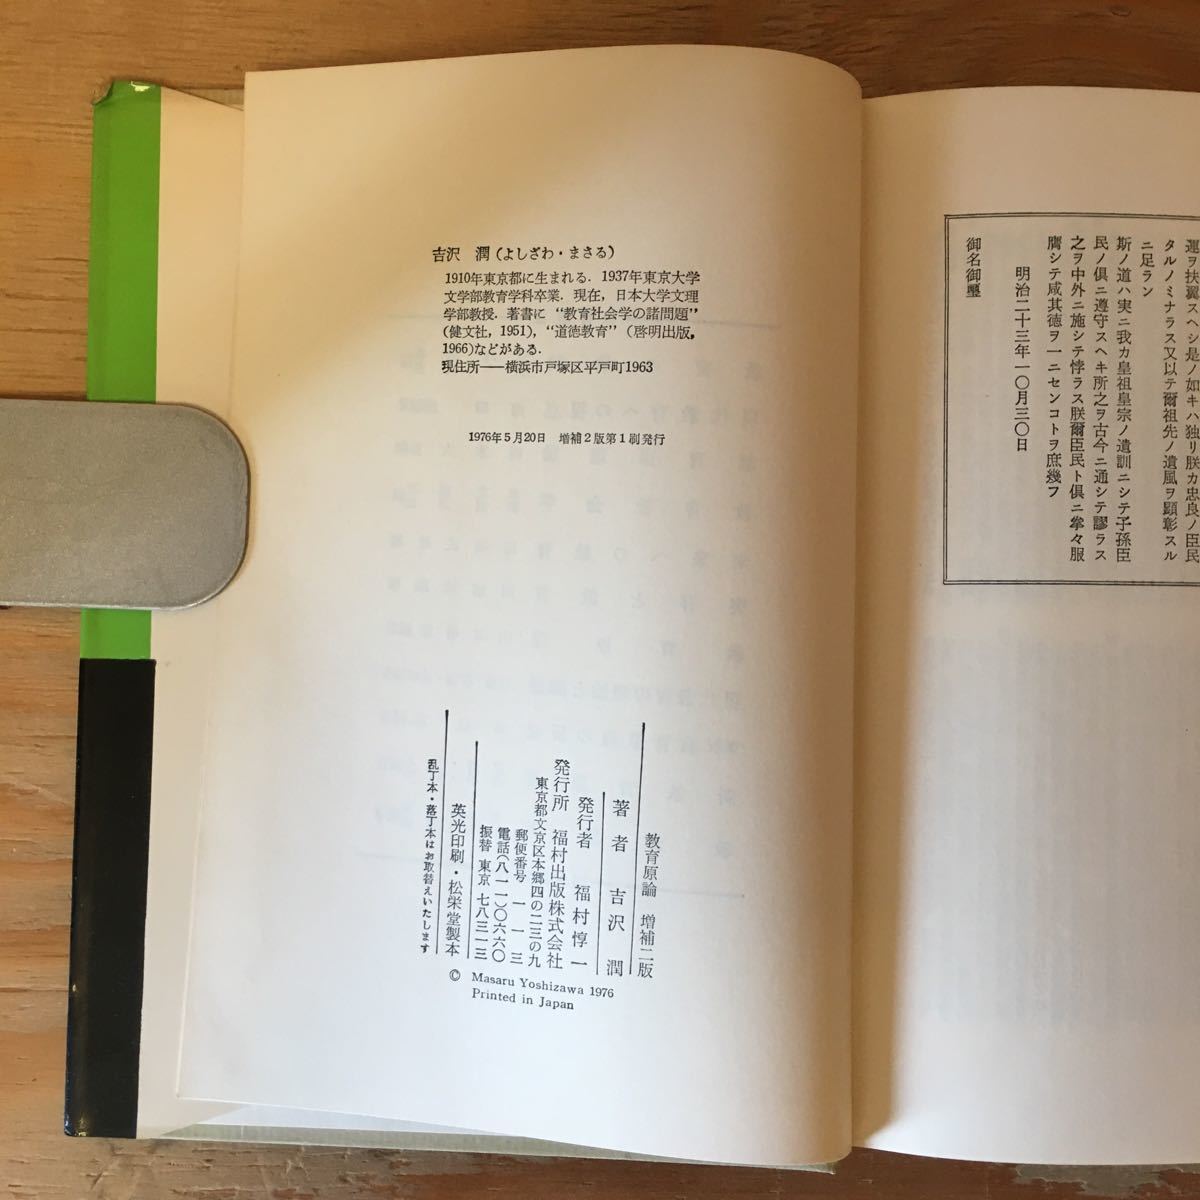 運ヲ扶翼スヘシ是ノ如キハ独リ朕カ忠良ノ臣民
タルノミナラス又以テ爾祖先ノ遺風ヲ顕彰スル
ニ足ラン
斯ノ道ハ実ニ我カ皇祖皇宗ノ遺訓ニシテ子孫臣
民ノ倶ニ遵守スヘキ所之ヲ古今ニ通シテ謬ラス
之ヲ中外ニ施シテ悖ラス朕爾臣民ト倶ニ拳々服
膺シテ咸其徳ヲ一ニセンコトヲ庶幾フ
明治二十三年一〇月三〇日
御名御璽
吉沢 潤(よしざわ・まさる)
1910年東京都に生まれる. 1937年東京大学
文学部教育学科卒業. 現在, 日本大学文理
学部教授. 著書に “教育社会学の諸問題”
(健文社, 1951), “道徳教育” (啓明出版,
1966)などがある.
現住所――横浜市戸塚区平戸町1963
1976年5月20日 増補2版第1刷発行
教育原論 増補二版
著者 吉沢 潤
発行者 福村惇一
発行所 福村出版株式会社
東京都文京区本郷四の二三の九
郵便番号 一一三
電話(八一一)〇六六〇
振替 東京 七八三一三
英光印刷・松栄堂製本
乱丁本・落丁本はお取替えいたします
© Masaru Yoshizawa 1976
Printed in Japan